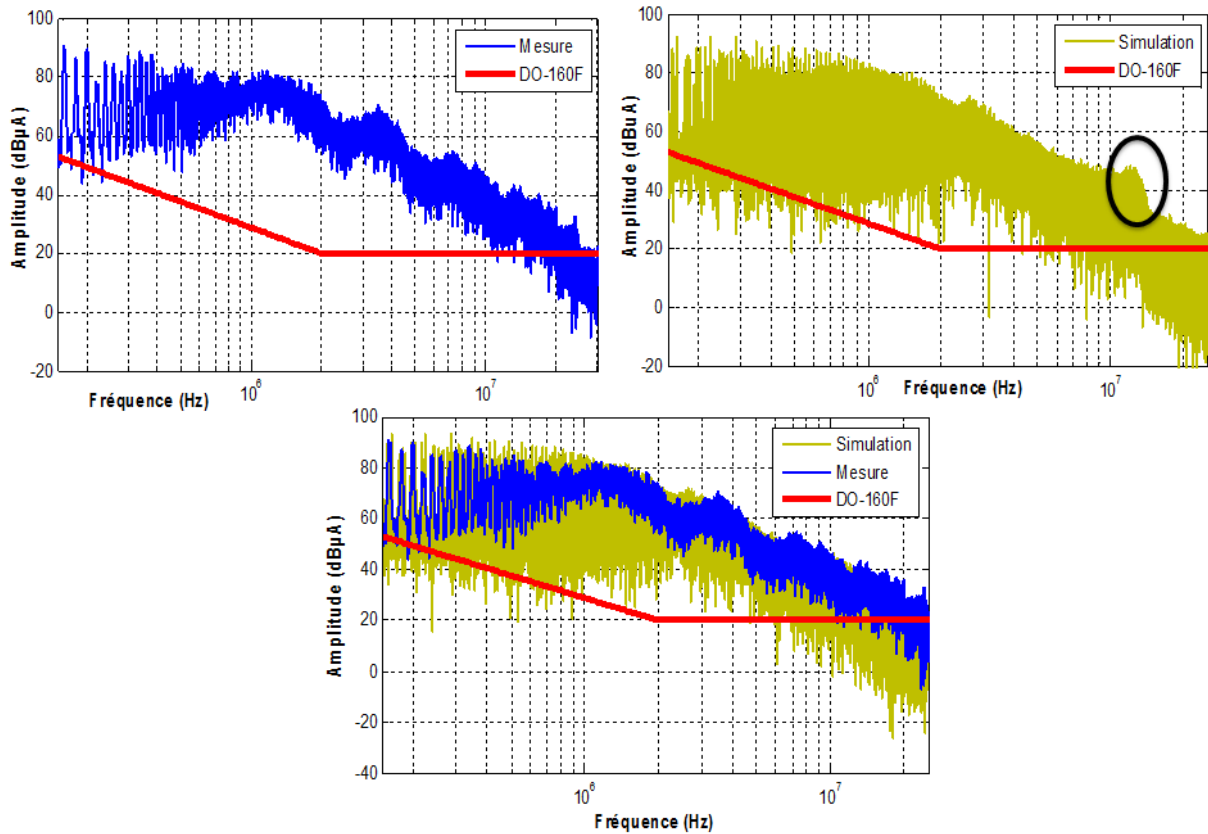 100
80
60
40
20
0
-20
Amplitude (dBµA)
Mesure
DO-160F
10^6
10^7
Fréquence (Hz)
100
80
60
40
20
0
-20
Amplitude (dBuA)
Simulation
DO-160F
10^6
10^7
Fréquence (Hz)
100
80
60
40
20
0
-20
-40
Amplitude (dBµA)
Simulation
Mesure
DO-160F
10^6
10^7
Fréquence (Hz)